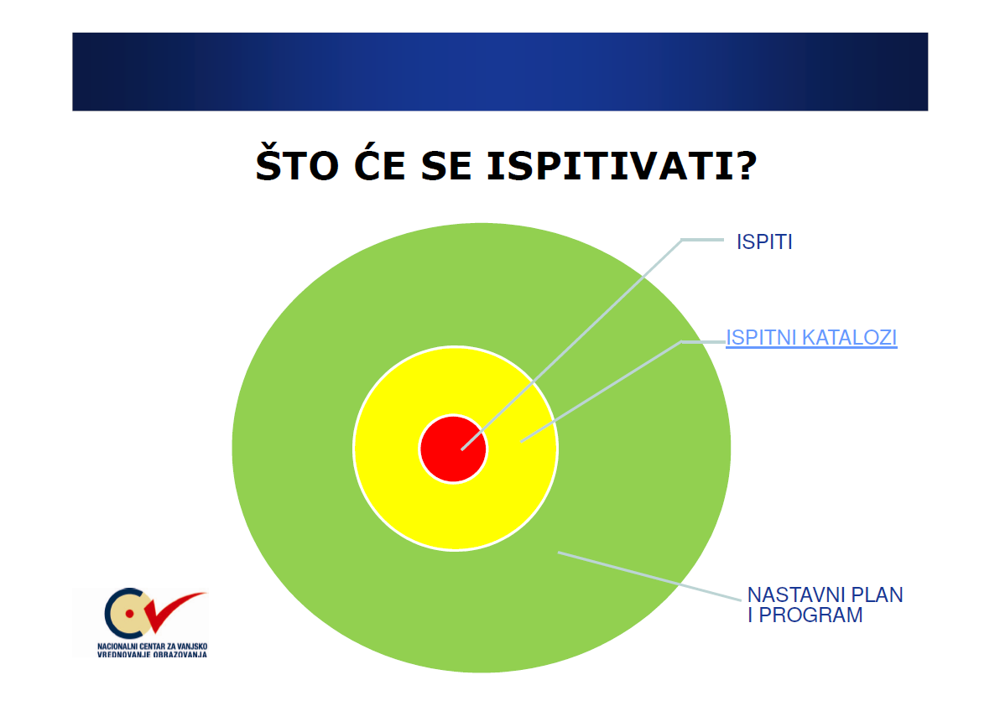 ŠTO ĆE SE ISPITIVATI?
ISPITI
ISPITNI KATALOZI
NASTAVNI PLAN
I PROGRAM
NACIONALNI CENTAR ZA VANJSKO
VREDNOVANJE OBRAZOVANJA